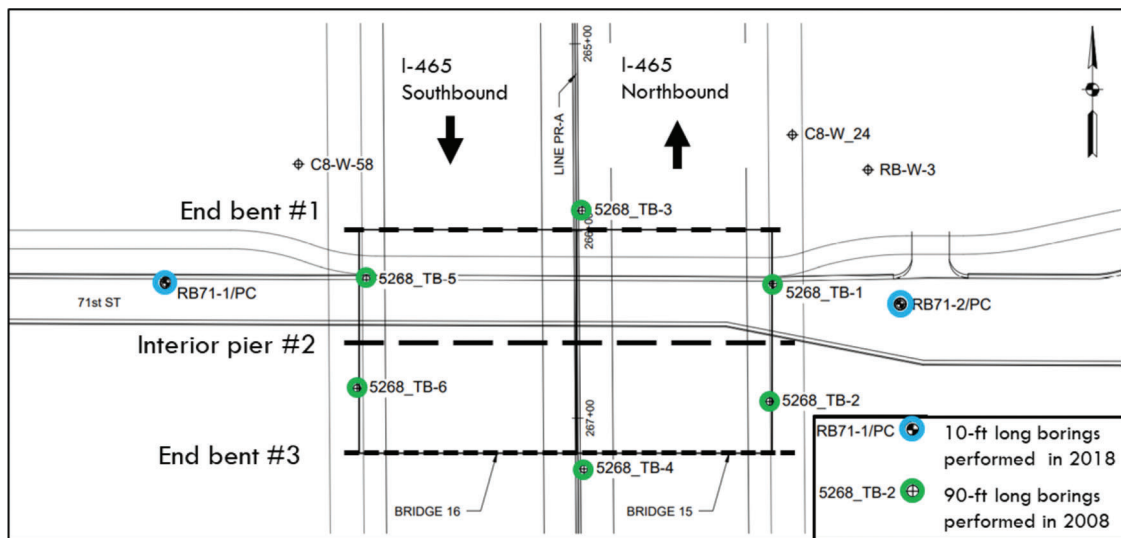 I-465
Southbound
LINE PR-A
265+00
I-465
Northbound
C8-W-58
C8-W_24
RB-W-3
End bent #1
5268_TB-3
266+00
5268_TB-5
5268_TB-1
RB71-1/PC
RB71-2/PC
71st ST
Interior pier #2
5268_TB-6
5268_TB-2
267+00
End bent #3
5268_TB-4
BRIDGE 16
BRIDGE 15
RB71-1/PC
10-ft long borings
performed in 2018
5268_TB-2
90-ft long borings
performed in 2008